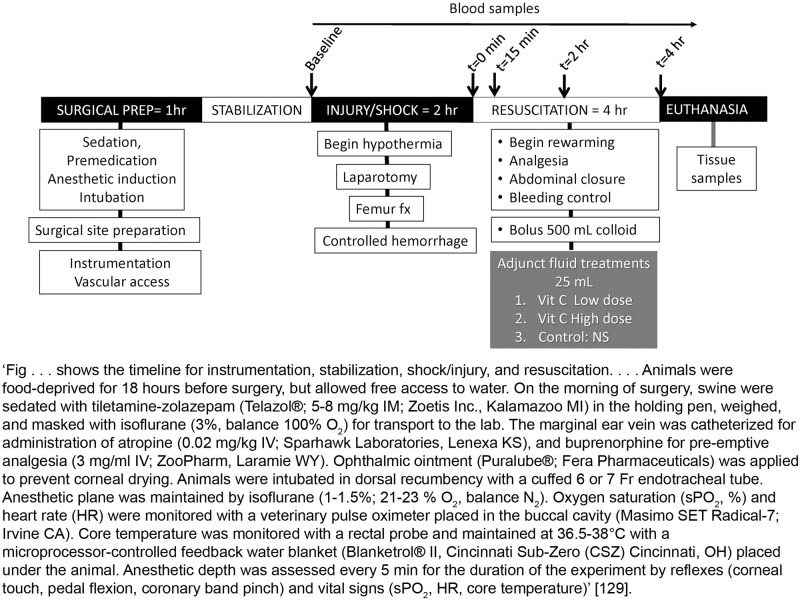 Blood samples
Baseline
t=0 min
t=15 min
t=2 hr
t=4 hr
SURGICAL PREP= 1hr
STABILIZATION
INJURY/SHOCK = 2 hr
RESUSCITATION = 4 hr
EUTHANASIA
Sedation,
Premedication
Anesthetic induction
Intubation
Surgical site preparation
Instrumentation
Vascular access
Begin hypothermia
Laparotomy
Femur fx
Controlled hemorrhage
• Begin rewarming
• Analgesia
• Abdominal closure
• Bleeding control
• Bolus 500 mL colloid
Adjunct fluid treatments
25 mL
1. Vit C Low dose
2. Vit C High dose
3. Control: NS
Tissue
samples
‘Fig . . . shows the timeline for instrumentation, stabilization, shock/injury, and resuscitation. . . . Animals were
food-deprived for 18 hours before surgery, but allowed free access to water. On the morning of surgery, swine were
sedated with tiletamine-zolazepam (Telazol®; 5-8 mg/kg IM; Zoetis Inc., Kalamazoo MI) in the holding pen, weighed,
and masked with isoflurane (3%, balance 100% O₂) for transport to the lab. The marginal ear vein was catheterized for
administration of atropine (0.02 mg/kg IV; Sparhawk Laboratories, Lenexa KS), and buprenorphine for pre-emptive
analgesia (3 mg/ml IV; ZooPharm, Laramie WY). Ophthalmic ointment (Puralube®; Fera Pharmaceuticals) was applied
to prevent corneal drying. Animals were intubated in dorsal recumbency with a cuffed 6 or 7 Fr endotracheal tube.
Anesthetic plane was maintained by isoflurane (1-1.5%; 21-23 % O₂, balance N₂). Oxygen saturation (sPO₂, %) and
heart rate (HR) were monitored with a veterinary pulse oximeter placed in the buccal cavity (Masimo SET Radical-7;
Irvine CA). Core temperature was monitored with a rectal probe and maintained at 36.5-38°C with a
microprocessor-controlled feedback water blanket (Blanketrol® II, Cincinnati Sub-Zero (CSZ) Cincinnati, OH) placed
under the animal. Anesthetic depth was assessed every 5 min for the duration of the experiment by reflexes (corneal
touch, pedal flexion, coronary band pinch) and vital signs (sPO₂, HR, core temperature)’ [129].